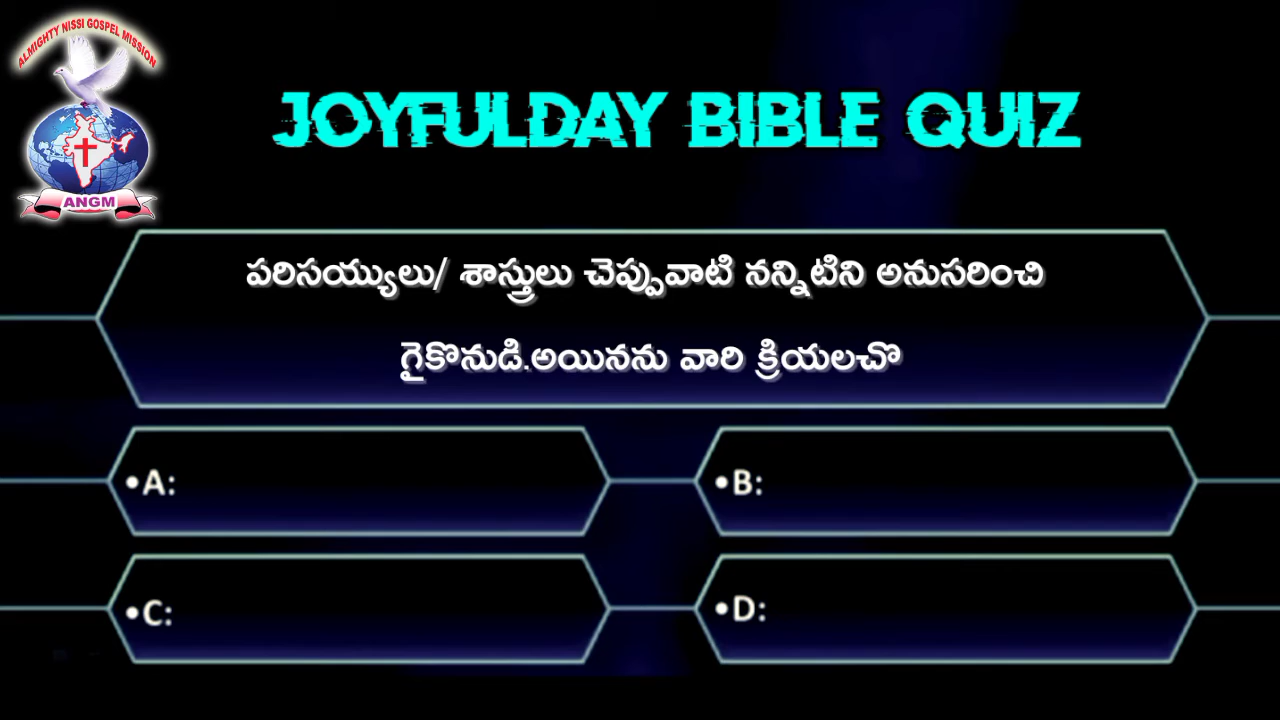 ALMIGHTY NISSI GOSPEL MISSION
ANGM
JOYFULDAY BIBLE QUIZ
పరిసయ్యులు/ శాస్త్రులు చెప్పువాటి నన్నిటిని అనుసరించి
గైకొనుడి.అయినను వారి క్రియలచొ
•A:
•B:
•C:
•D: